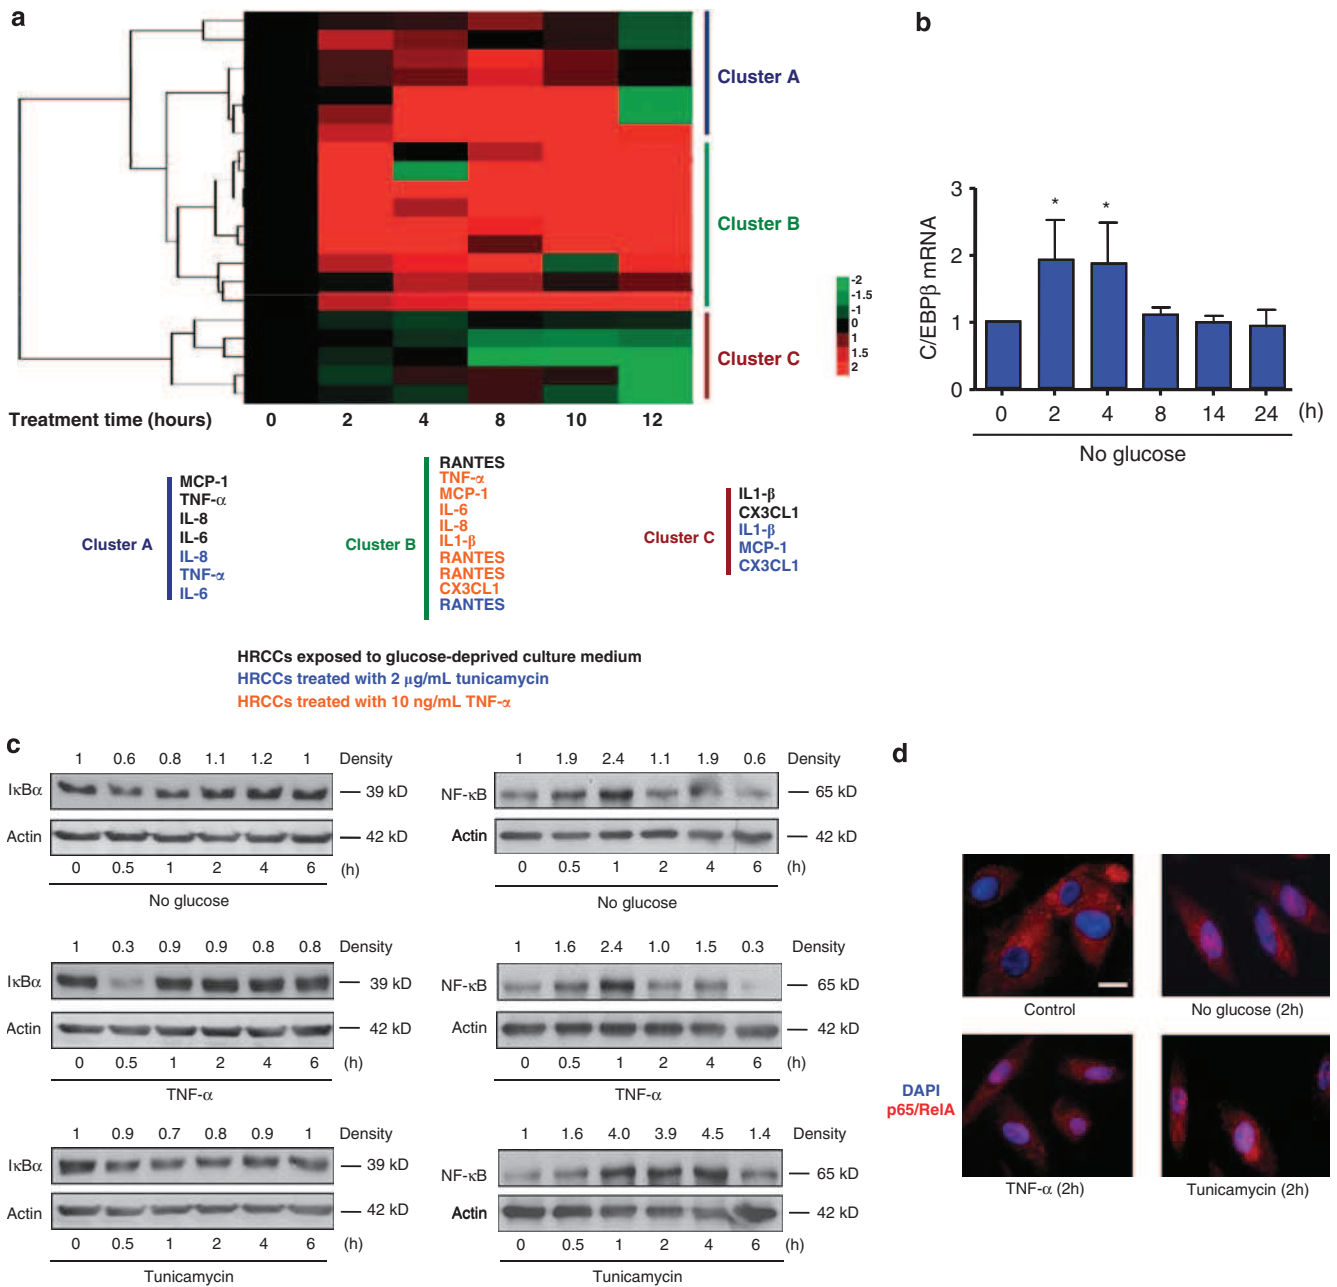 a
Cluster A
Cluster B
Cluster C
-2
-1.5
-1
0
1
1.5
2
Treatment time (hours) 0 2 4 8 10 12
Cluster A
MCP-1
TNF-α
IL-8
IL-6
IL-8
TNF-α
IL-6
Cluster B
RANTES
TNF-α
MCP-1
IL-6
IL-8
IL1-β
RANTES
RANTES
CX3CL1
RANTES
Cluster C
IL1-β
CX3CL1
IL1-β
MCP-1
CX3CL1
HRCCs exposed to glucose-deprived culture medium
HRCCs treated with 2 μg/mL tunicamycin
HRCCs treated with 10 ng/mL TNF-α
b
C/EBPβ mRNA
3
2
1
0
* *
0 2 4 8 14 24 (h)
No glucose
c
1 0.6 0.8 1.1 1.2 1 Density
IκBα 39 kD
Actin 42 kD
0 0.5 1 2 4 6 (h)
No glucose
1 1.9 2.4 1.1 1.9 0.6 Density
NF-κB 65 kD
Actin 42 kD
0 0.5 1 2 4 6 (h)
No glucose
1 0.3 0.9 0.9 0.8 0.8 Density
IκBα 39 kD
Actin 42 kD
0 0.5 1 2 4 6 (h)
TNF-α
1 1.6 2.4 1.0 1.5 0.3 Density
NF-κB 65 kD
Actin 42 kD
0 0.5 1 2 4 6 (h)
TNF-α
1 0.9 0.7 0.8 0.9 1 Density
IκBα 39 kD
Actin 42 kD
0 0.5 1 2 4 6 (h)
Tunicamycin
1 1.6 4.0 3.9 4.5 1.4 Density
NF-κB 65 kD
Actin 42 kD
0 0.5 1 2 4 6 (h)
Tunicamycin
d
Control
No glucose (2h)
DAPI
p65/RelA
TNF-α (2h)
Tunicamycin (2h)